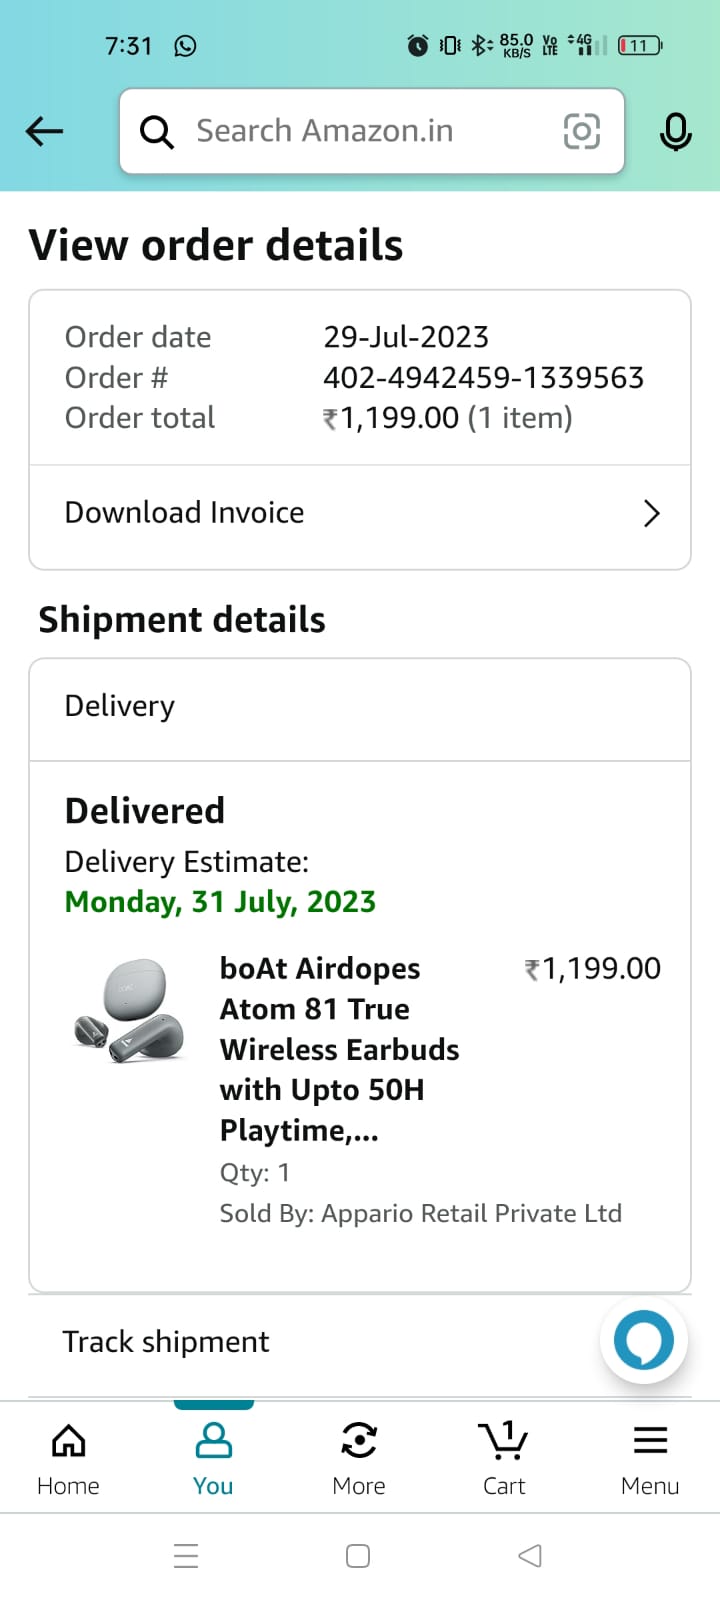 7:31
85.0 KB/S Vo LTE 4G 11
Search Amazon.in
View order details
Order date 29-Jul-2023
Order # 402-4942459-1339563
Order total ₹1,199.00 (1 item)
Download Invoice
Shipment details
Delivery
Delivered
Delivery Estimate:
Monday, 31 July, 2023
boAt Airdopes ₹1,199.00
Atom 81 True
Wireless Earbuds
with Upto 50H
Playtime,...
Qty: 1
Sold By: Appario Retail Private Ltd
Track shipment
1
Home You More Cart Menu